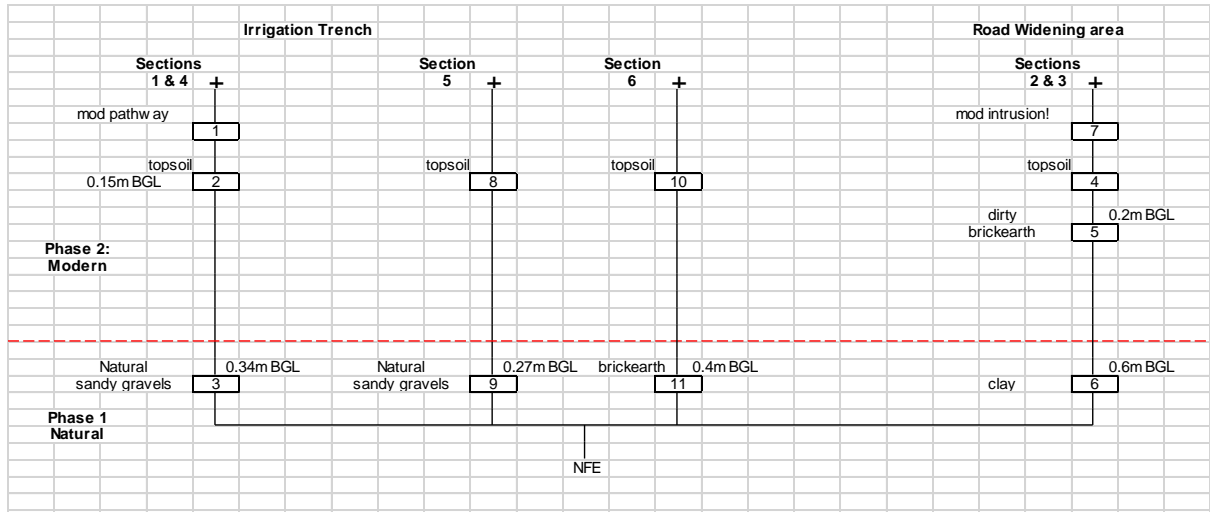 Irrigation Trench Road Widening area
Sections Section Section Sections
1 & 4 + 5 + 6 + 2 & 3 +
mod pathway mod intrusion!
1 7
topsoil topsoil topsoil topsoil
0.15m BGL 2 8 10 4
dirty 0.2m BGL
brickearth 5
Phase 2:
Modern
Natural 0.34m BGL Natural 0.27m BGL brickearth 0.4m BGL 0.6m BGL
sandy gravels 3 sandy gravels 9 11 clay 6
Phase 1
Natural
NFE